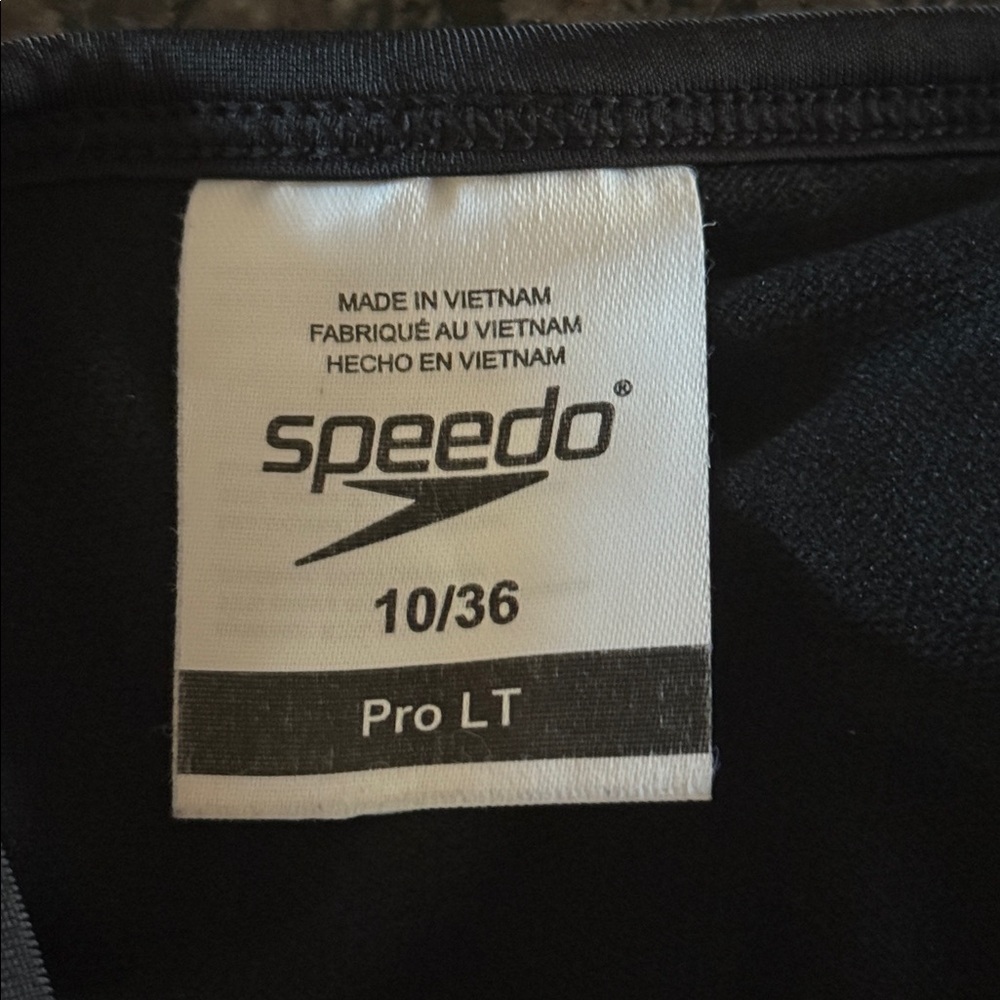 MADE IN VIETNAM
FABRIQUÉ AU VIETNAM
HECHO EN VIETNAM
speedo®
10/36
Pro LT